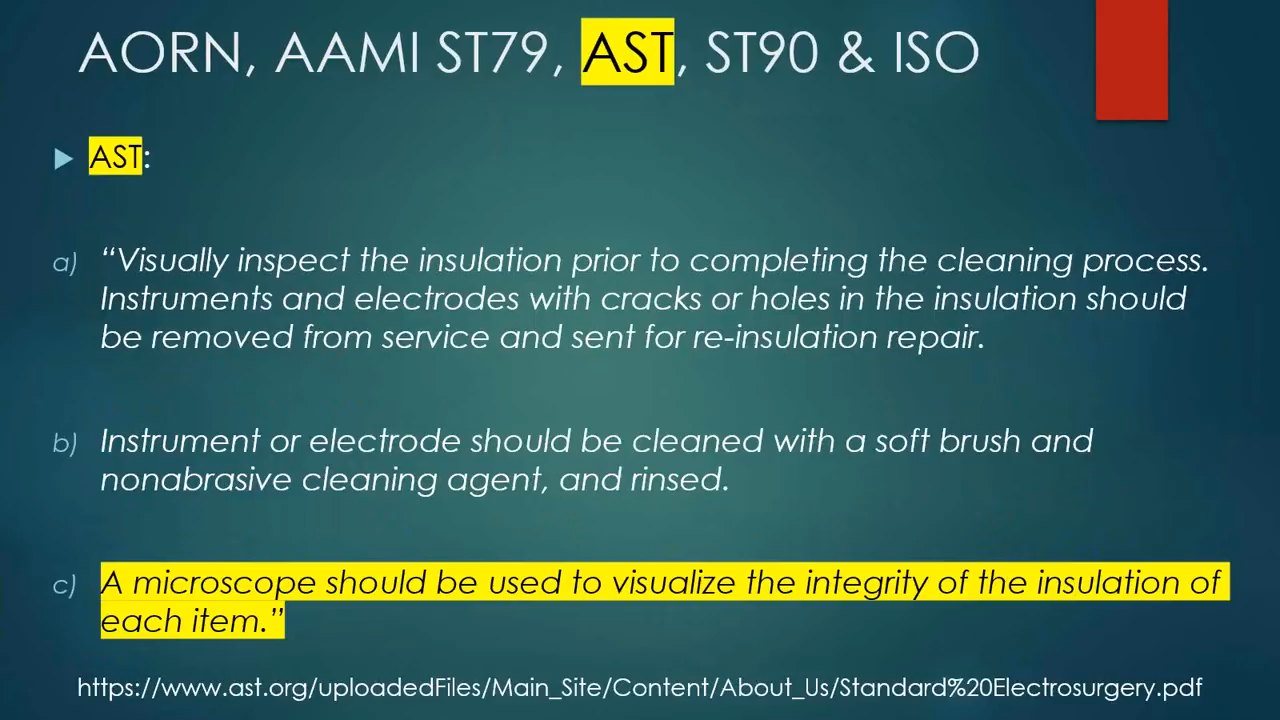 AORN, AAMI ST79, AST, ST90 & ISO
AST:
a) “Visually inspect the insulation prior to completing the cleaning process.
Instruments and electrodes with cracks or holes in the insulation should
be removed from service and sent for re-insulation repair.
b) Instrument or electrode should be cleaned with a soft brush and
nonabrasive cleaning agent, and rinsed.
c) A microscope should be used to visualize the integrity of the insulation of
each item.”
https://www.ast.org/uploadedFiles/Main_Site/Content/About_Us/Standard%20Electrosurgery.pdf